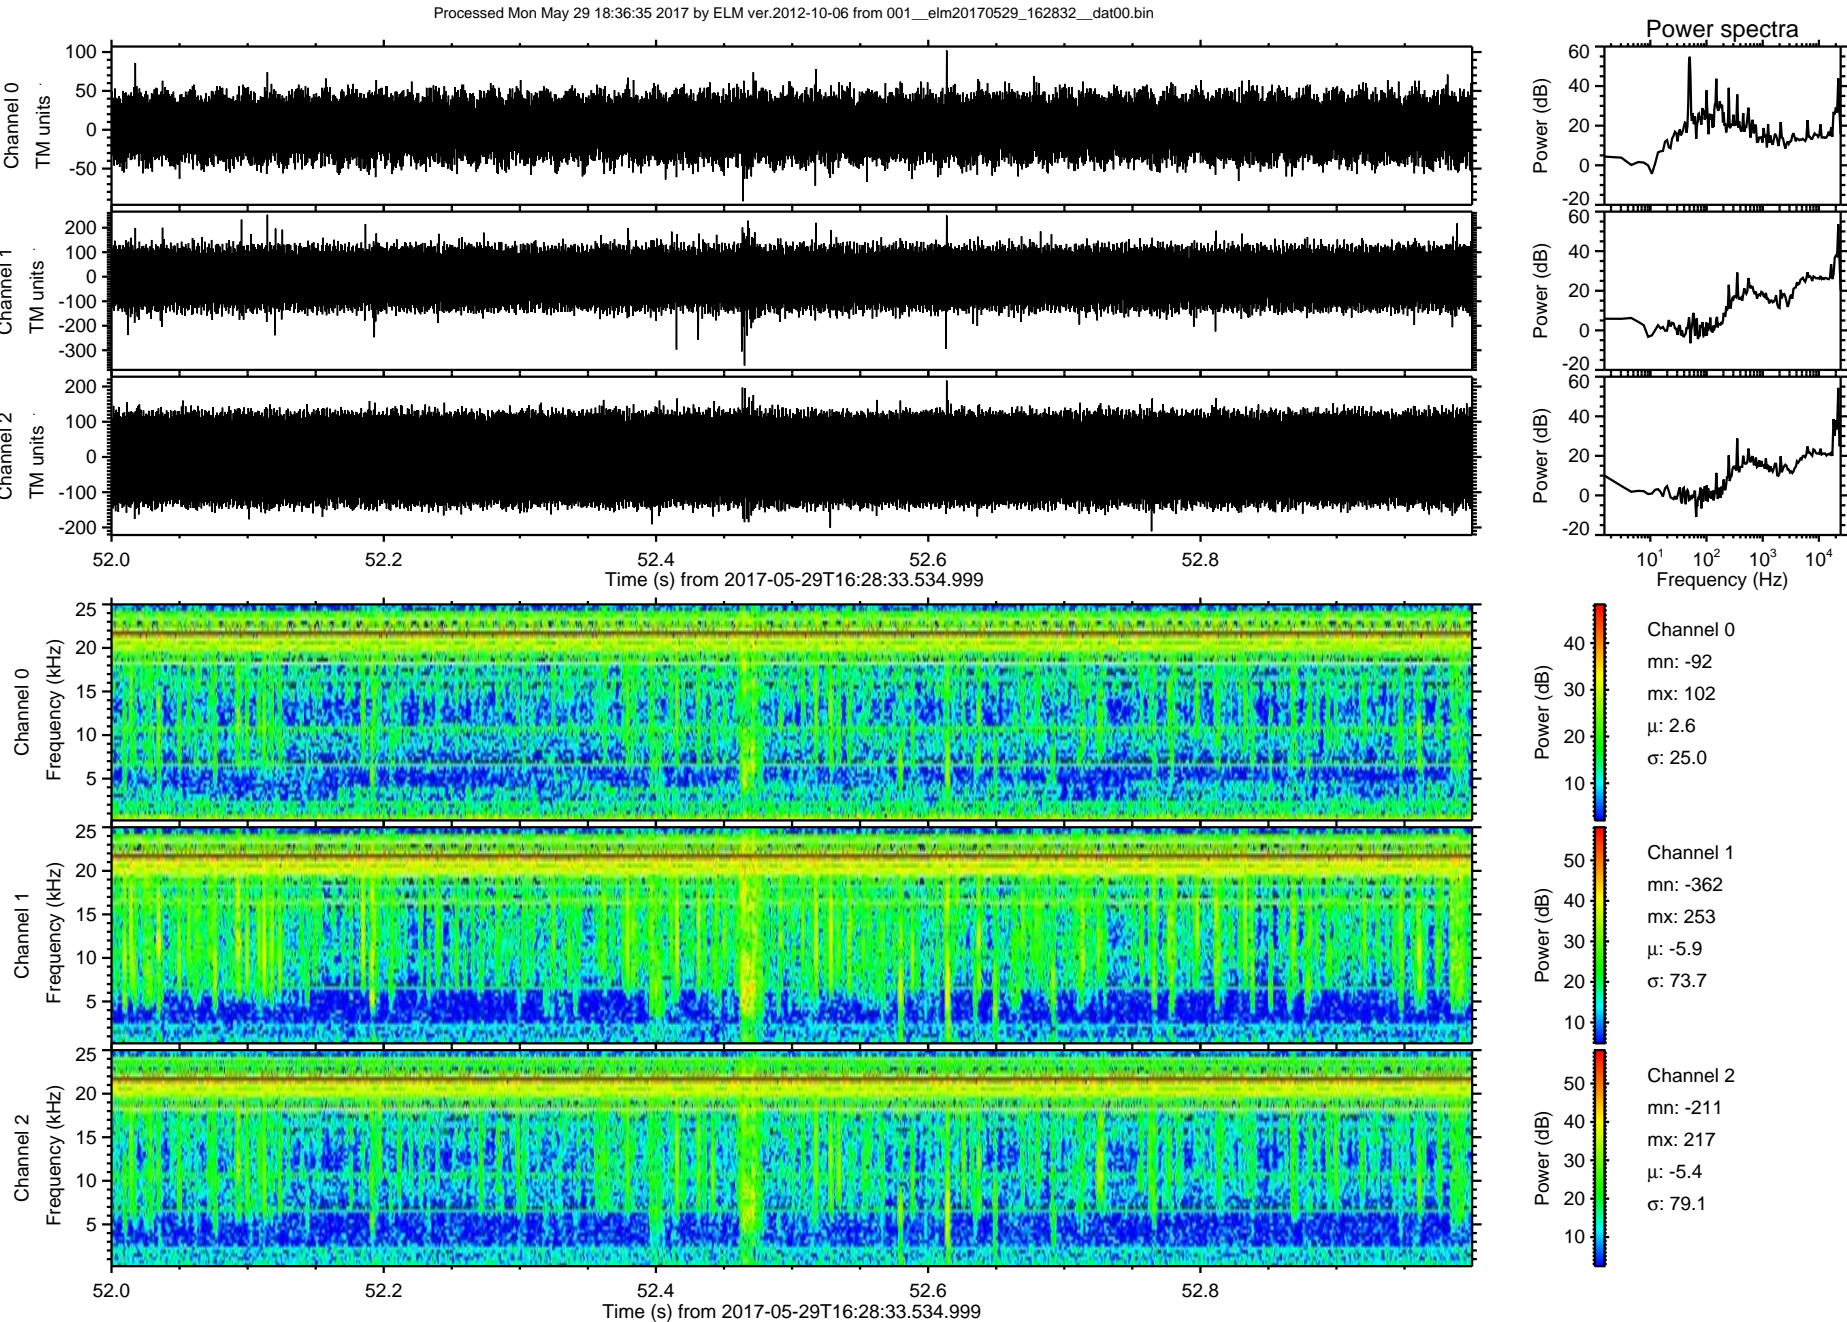 Processed Mon May 29 18:36:35 2017 by ELM ver.2012-10-06 from 001__elm20170529_162832__dat00.bin
Power spectra
Channel 0
TM units
100
50
0
-50
Power (dB)
60
40
20
0
-20
Channel 1
TM units
200
100
0
-100
-200
-300
Power (dB)
60
40
20
0
-20
Channel 2
TM units
200
100
0
-100
-200
Power (dB)
60
40
20
0
-20
52.0 52.2 52.4 52.6 52.8
Time (s) from 2017-05-29T16:28:33.534.999
10^1 10^2 10^3 10^4
Frequency (Hz)
Channel 0
Frequency (kHz)
25
20
15
10
5
Power (dB)
40
30
20
10
Channel 0
mn: -92
mx: 102
μ: 2.6
σ: 25.0
Channel 1
Frequency (kHz)
25
20
15
10
5
Power (dB)
50
40
30
20
10
Channel 1
mn: -362
mx: 253
μ: -5.9
σ: 73.7
Channel 2
Frequency (kHz)
25
20
15
10
5
Power (dB)
50
40
30
20
10
Channel 2
mn: -211
mx: 217
μ: -5.4
σ: 79.1
52.0 52.2 52.4 52.6 52.8
Time (s) from 2017-05-29T16:28:33.534.999